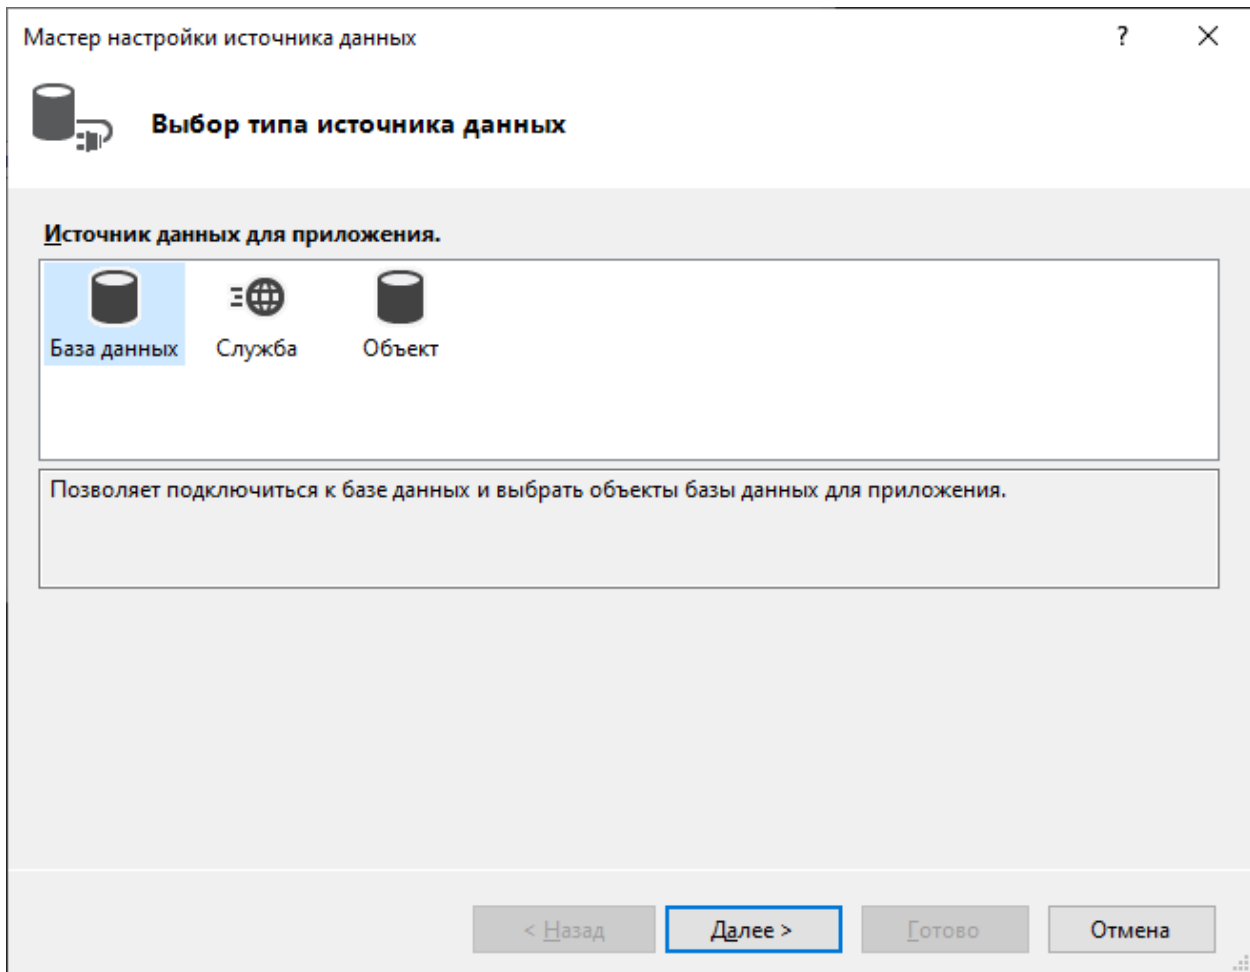 Мастер настройки источника данных ?
Выбор типа источника данных
Источник данных для приложения.
База данных Служба Объект
Позволяет подключиться к базе данных и выбрать объекты базы данных для приложения.
< Назад Далее > Готово Отмена